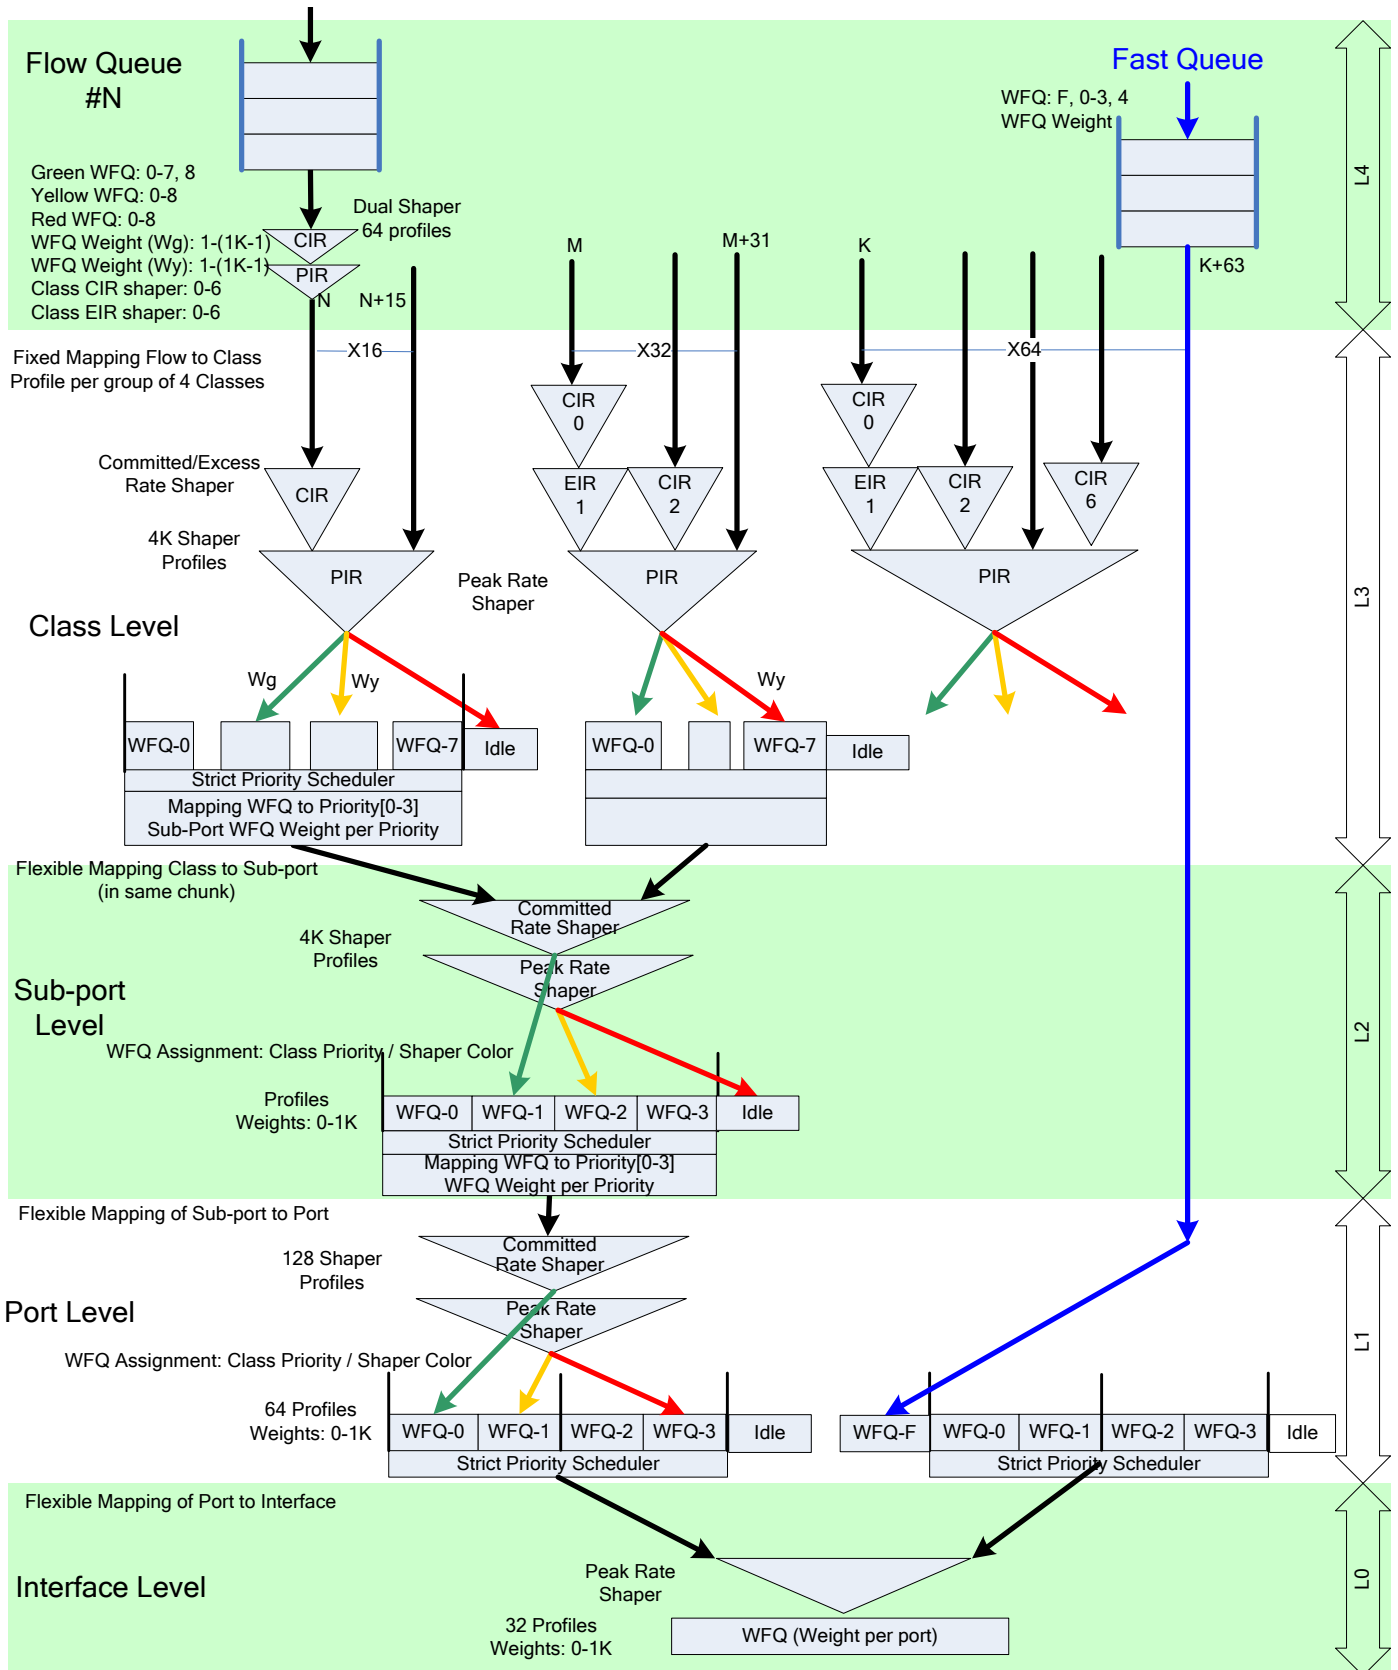 Flow Queue
#N
Fast Queue
WFQ: F, 0-3, 4
WFQ Weight
L4
Green WFQ: 0-7, 8
Yellow WFQ: 0-8
Red WFQ: 0-8
WFQ Weight (Wg): 1-(1K-1)
WFQ Weight (Wy): 1-(1K-1)
Class CIR shaper: 0-6
Class EIR shaper: 0-6
Dual Shaper
64 profiles
CIR
PIR
N
N+15
M
M+31
K
K+63
Fixed Mapping Flow to Class
Profile per group of 4 Classes
X16
X32
X64
CIR
0
CIR
0
Committed/Excess
Rate Shaper
CIR
EIR
1
CIR
2
EIR
1
CIR
2
CIR
6
4K Shaper
Profiles
PIR
Peak Rate
Shaper
PIR
PIR
L3
Class Level
Wg
Wy
Wy
WFQ-0
WFQ-7
Idle
WFQ-0
WFQ-7
Idle
Strict Priority Scheduler
Mapping WFQ to Priority[0-3]
Sub-Port WFQ Weight per Priority
Flexible Mapping Class to Sub-port
(in same chunk)
Committed
Rate Shaper
4K Shaper
Profiles
Peak Rate
Shaper
Sub-port
Level
L2
WFQ Assignment: Class Priority / Shaper Color
Profiles
Weights: 0-1K
WFQ-0
WFQ-1
WFQ-2
WFQ-3
Idle
Strict Priority Scheduler
Mapping WFQ to Priority[0-3]
WFQ Weight per Priority
Flexible Mapping of Sub-port to Port
Committed
Rate Shaper
128 Shaper
Profiles
Peak Rate
Shaper
Port Level
L1
WFQ Assignment: Class Priority / Shaper Color
64 Profiles
Weights: 0-1K
WFQ-0
WFQ-1
WFQ-2
WFQ-3
Idle
WFQ-F
WFQ-0
WFQ-1
WFQ-2
WFQ-3
Idle
Strict Priority Scheduler
Strict Priority Scheduler
Flexible Mapping of Port to Interface
Interface Level
Peak Rate
Shaper
L0
32 Profiles
Weights: 0-1K
WFQ (Weight per port)